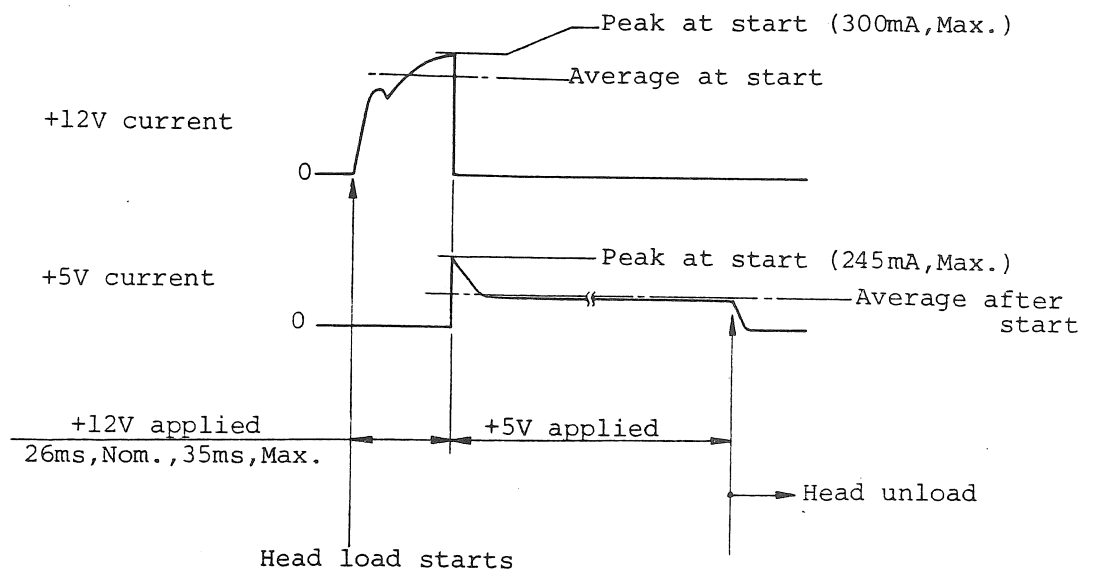 Peak at start (300mA,Max.)
Average at start
+12V current
0
Peak at start (245mA,Max.)
+5V current
Average after
start
0
+12V applied
26ms,Nom.,35ms,Max.
+5V applied
Head unload
Head load starts